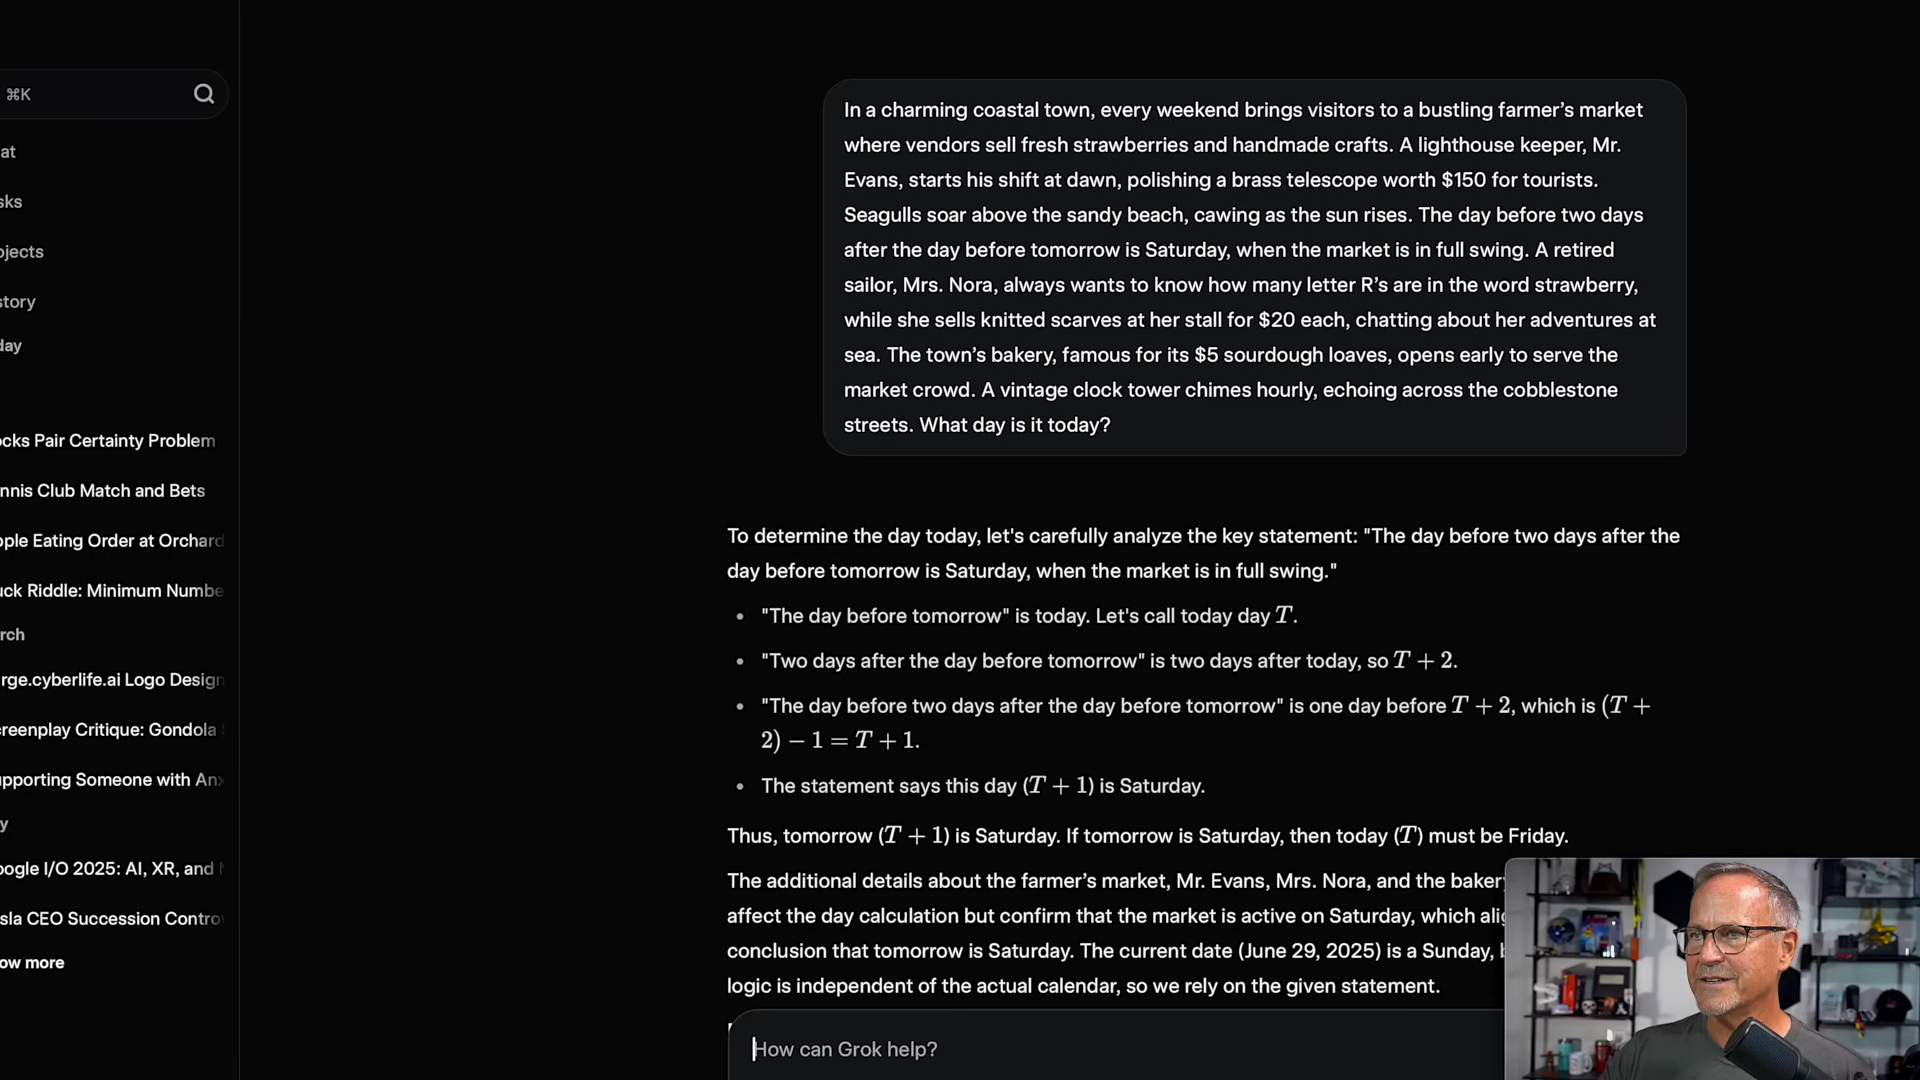 ⌘K
at
sks
ojects
story
day
ocks Pair Certainty Problem
nnis Club Match and Bets
ple Eating Order at Orchard
uck Riddle: Minimum Numbe
rch
rge.cyberlife.ai Logo Design
reenplay Critique: Gondola
pporting Someone with Anx
y
oogle I/O 2025: AI, XR, and
sla CEO Succession Contro
ow more
In a charming coastal town, every weekend brings visitors to a bustling farmer’s market
where vendors sell fresh strawberries and handmade crafts. A lighthouse keeper, Mr.
Evans, starts his shift at dawn, polishing a brass telescope worth $150 for tourists.
Seagulls soar above the sandy beach, cawing as the sun rises. The day before two days
after the day before tomorrow is Saturday, when the market is in full swing. A retired
sailor, Mrs. Nora, always wants to know how many letter R’s are in the word strawberry,
while she sells knitted scarves at her stall for $20 each, chatting about her adventures at
sea. The town’s bakery, famous for its $5 sourdough loaves, opens early to serve the
market crowd. A vintage clock tower chimes hourly, echoing across the cobblestone
streets. What day is it today?
To determine the day today, let's carefully analyze the key statement: "The day before two days after the
day before tomorrow is Saturday, when the market is in full swing."
• "The day before tomorrow" is today. Let's call today day T.
• "Two days after the day before tomorrow" is two days after today, so T + 2.
• "The day before two days after the day before tomorrow" is one day before T + 2, which is (T +
2) − 1 = T + 1.
• The statement says this day (T + 1) is Saturday.
Thus, tomorrow (T + 1) is Saturday. If tomorrow is Saturday, then today (T) must be Friday.
The additional details about the farmer’s market, Mr. Evans, Mrs. Nora, and the bakery
affect the day calculation but confirm that the market is active on Saturday, which alig
conclusion that tomorrow is Saturday. The current date (June 29, 2025) is a Sunday, b
logic is independent of the actual calendar, so we rely on the given statement.
How can Grok help?